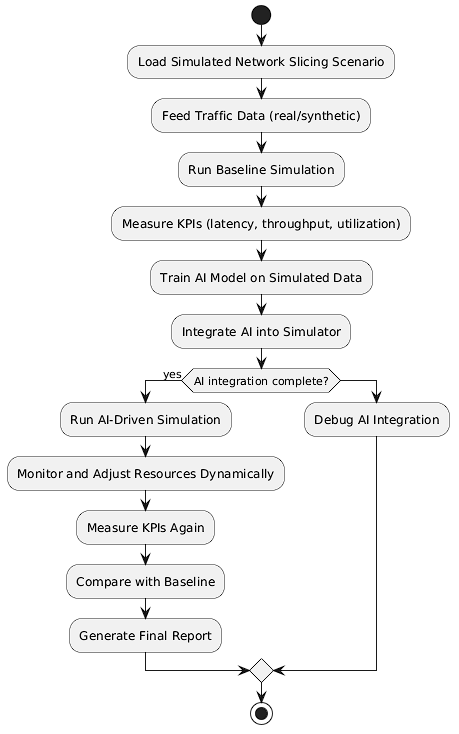 Load Simulated Network Slicing Scenario
Feed Traffic Data (real/synthetic)
Run Baseline Simulation
Measure KPIs (latency, throughput, utilization)
Train AI Model on Simulated Data
Integrate AI into Simulator
AI integration complete?
yes
Run AI-Driven Simulation
Debug AI Integration
Monitor and Adjust Resources Dynamically
Measure KPIs Again
Compare with Baseline
Generate Final Report